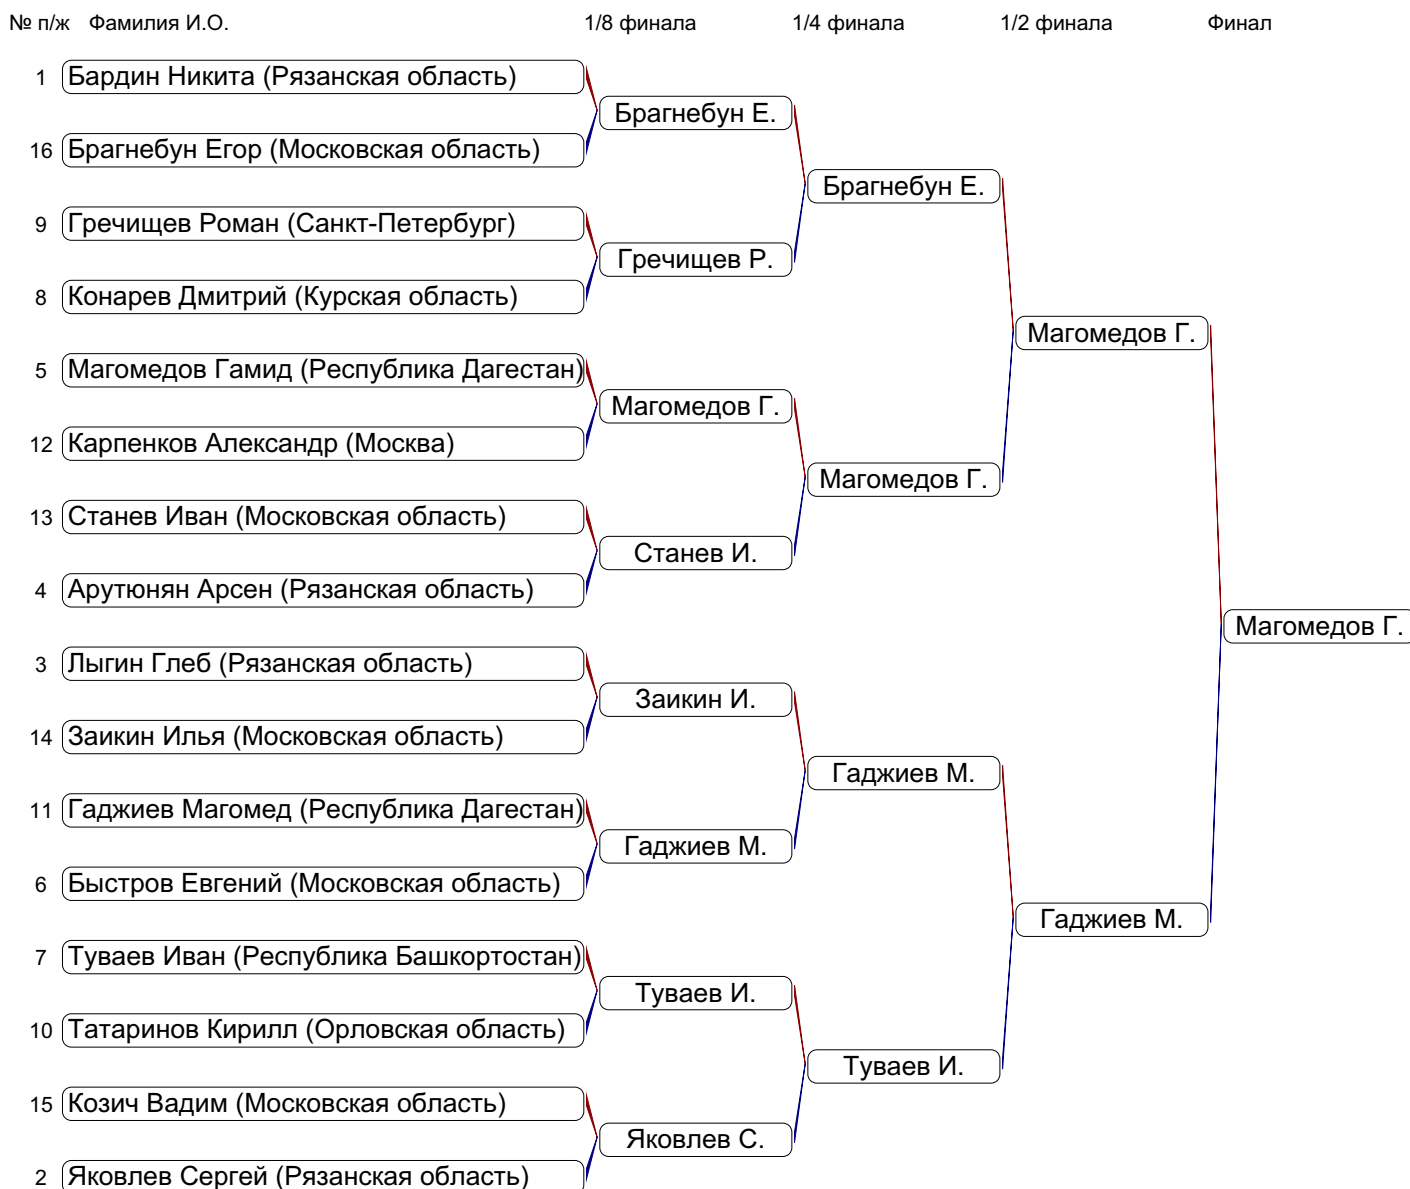 № п/ж Фамилия И.О. 1/8 финала 1/4 финала 1/2 финала Финал
1 Бардин Никита (Рязанская область)
Брагнебун Е.
16 Брагнебун Егор (Московская область)
Брагнебун Е.
9 Гречищев Роман (Санкт-Петербург)
Гречищев Р.
8 Конарев Дмитрий (Курская область)
Магомедов Г.
5 Магомедов Гамид (Республика Дагестан)
Магомедов Г.
12 Карпенков Александр (Москва)
Магомедов Г.
13 Станев Иван (Московская область)
Станев И.
4 Арутюнян Арсен (Рязанская область)
Магомедов Г.
3 Лыгин Глеб (Рязанская область)
Заикин И.
14 Заикин Илья (Московская область)
Гаджиев М.
11 Гаджиев Магомед (Республика Дагестан)
Гаджиев М.
6 Быстров Евгений (Московская область)
Гаджиев М.
7 Туваев Иван (Республика Башкортостан)
Туваев И.
10 Татаринов Кирилл (Орловская область)
Туваев И.
15 Козич Вадим (Московская область)
Яковлев С.
2 Яковлев Сергей (Рязанская область)